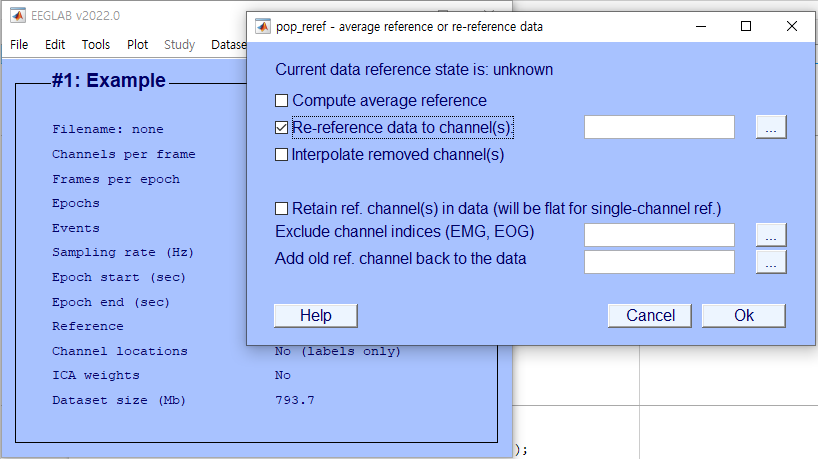 EEGLAB v2022.0
File Edit Tools Plot Study Datase
#1: Example
Filename: none
Channels per frame
Frames per epoch
Epochs
Events
Sampling rate (Hz)
Epoch start (sec)
Epoch end (sec)
Reference
Channel locations No (labels only)
ICA weights No
Dataset size (Mb) 793.7
pop_reref - average reference or re-reference data
Current data reference state is: unknown
Compute average reference
Re-reference data to channel(s):
...
Interpolate removed channel(s)
Retain ref. channel(s) in data (will be flat for single-channel ref.)
Exclude channel indices (EMG, EOG)
...
Add old ref. channel back to the data
...
Help Cancel Ok
);